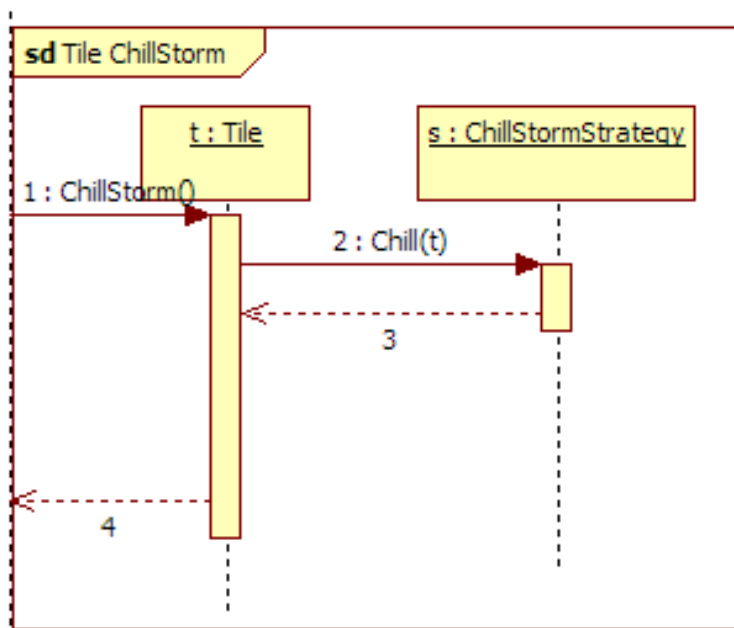 sd Tile ChillStorm
t : Tile
s : ChillStormStrategy
1 : ChillStorm()
2 : Chill(t)
3
4